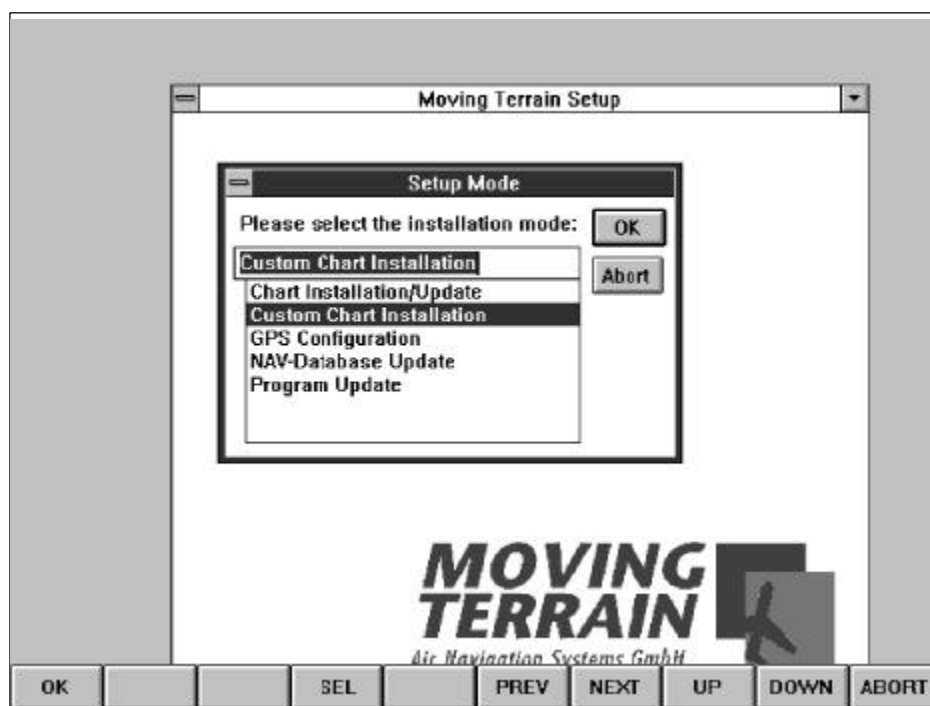 Moving Terrain Setup
Setup Mode
Please select the installation mode:
OK
Custom Chart Installation
Abort
Chart Installation/Update
Custom Chart Installation
GPS Configuration
NAV-Database Update
Program Update
MOVING
TERRAIN
Air Navigation Systems GmbH
OK SEL PREV NEXT UP DOWN ABORT